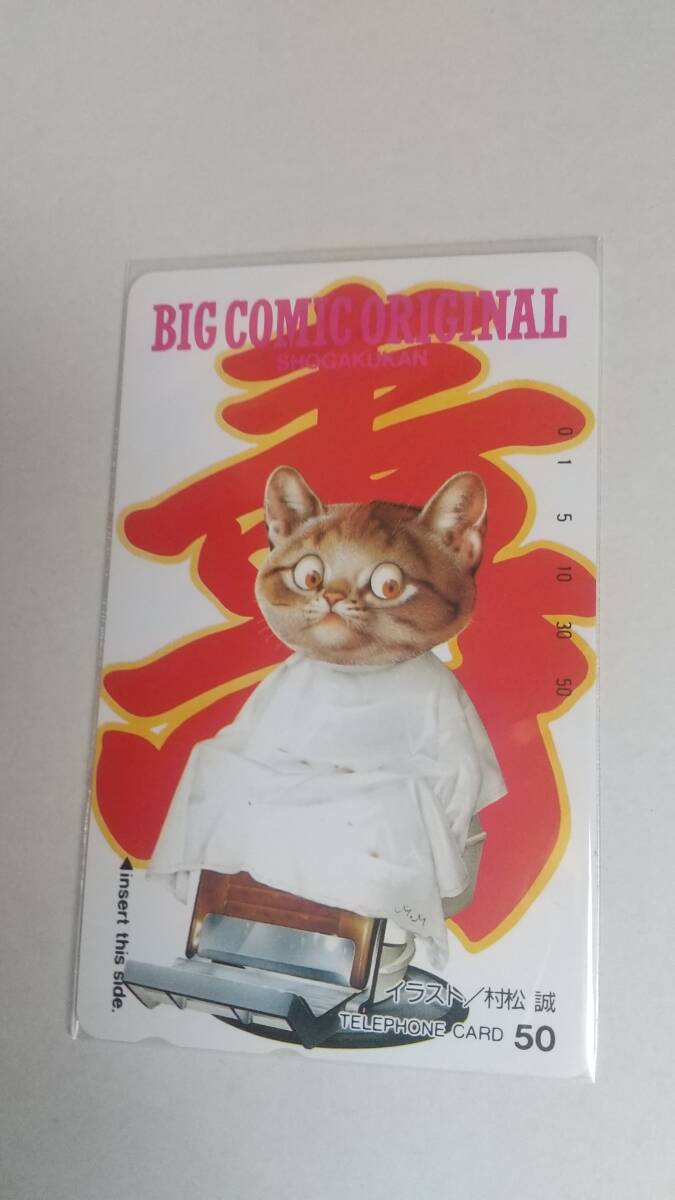 BIG COMIC ORIGINAL
SHOGAKUKAN
寿
0
1
5
10
30
50
◀insert this side.
M.M
イラスト／村松 誠
TELEPHONE CARD 50